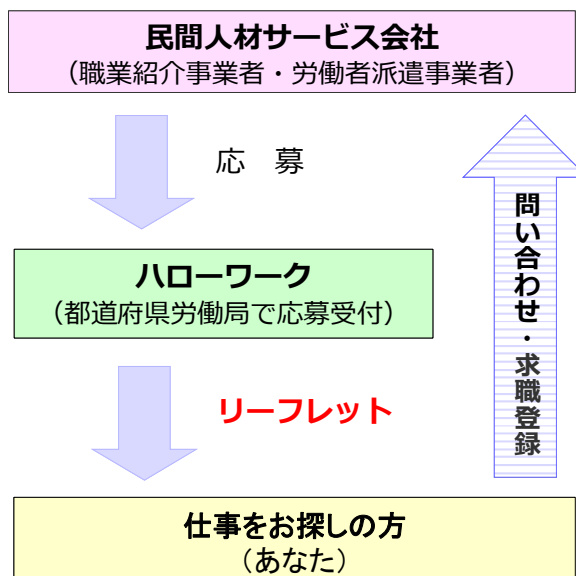 民間人材サービス会社
（職業紹介事業者・労働者派遣事業者）
応　募
ハローワーク
（都道府県労働局で応募受付）
問い合わせ・求職登録
リーフレット
仕事をお探しの方
（あなた）